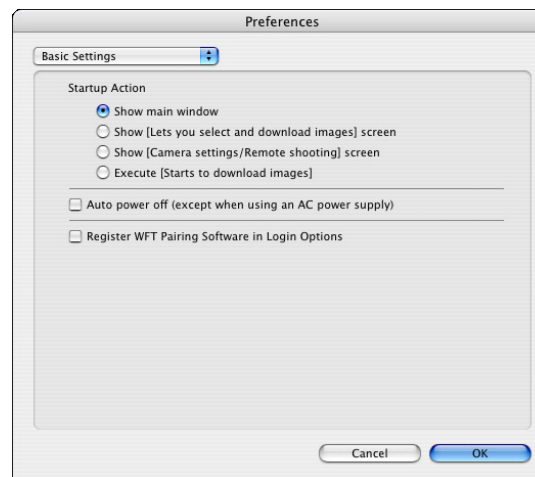 Preferences
Basic Settings
Startup Action
Show main window
Show [Lets you select and download images] screen
Show [Camera settings/Remote shooting] screen
Execute [Starts to download images]
Auto power off (except when using an AC power supply)
Register WFT Pairing Software in Login Options
Cancel OK